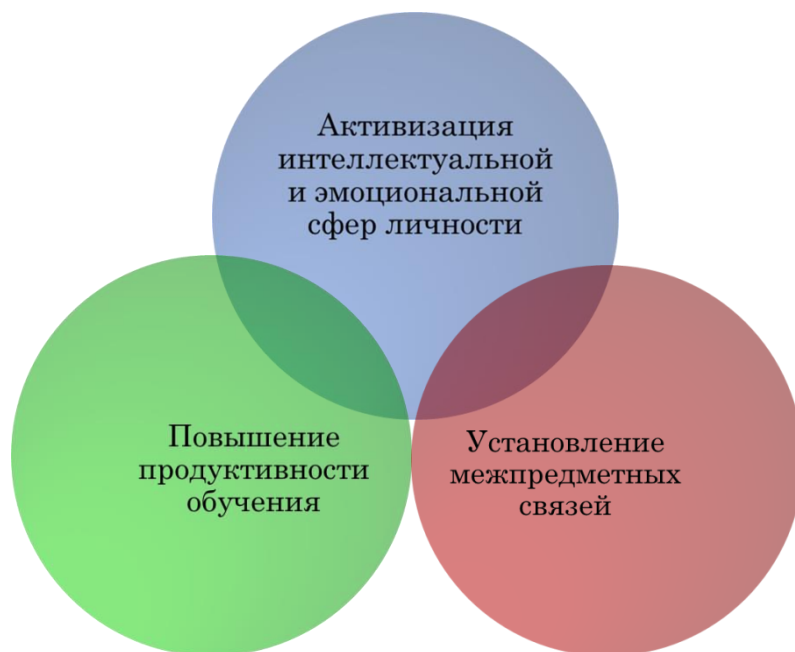 Активизация
интеллектуальной
и эмоциональной
сфер личности
Повышение
продуктивности
обучения
Установление
межпредметных
связей